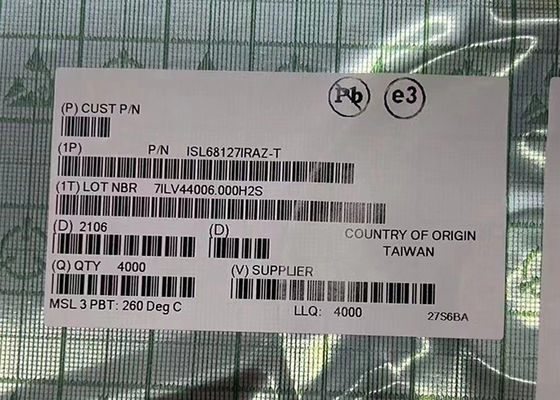 Pb e3
(P) CUST P/N
(1P) P/N ISL68127IRAZ-T
(1T) LOT NBR 7ILV44006.000H2S
(D) 2106 (D)
COUNTRY OF ORIGIN
TAIWAN
(Q) QTY 4000 (V) SUPPLIER
MSL 3 PBT: 260 Deg C LLQ: 4000 27S6BA